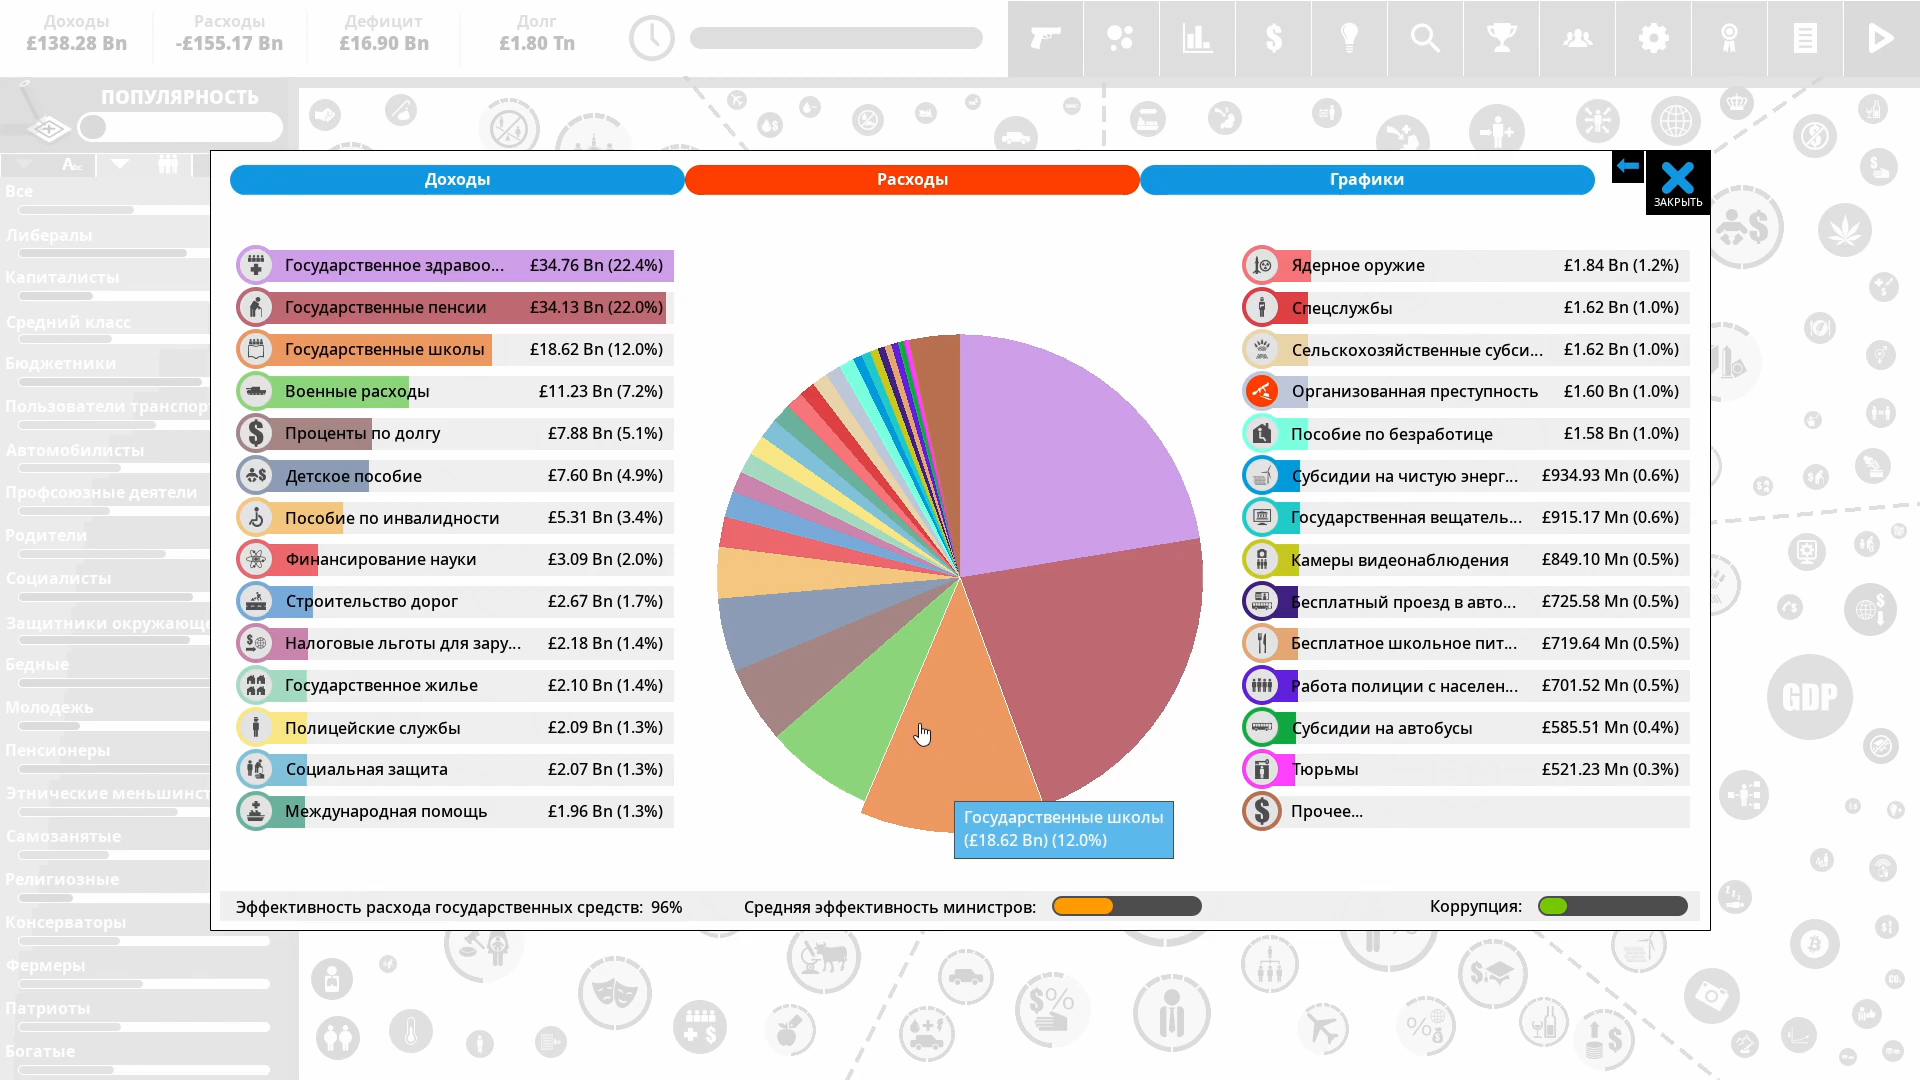 Доходы
£138.28 Bn
Расходы
-£155.17 Bn
Дефицит
£16.90 Bn
Долг
£1.80 Tn
ПОПУЛЯРНОСТЬ
Abc
Все
Либералы
Капиталисты
Средний класс
Бюджетники
Пользователи транспор
Автомобилисты
Профсоюзные деятели
Родители
Социалисты
Защитники окружающе
Бедные
Молодежь
Пенсионеры
Этнические меньшинст
Самозанятые
Религиозные
Консерваторы
Фермеры
Патриоты
Богатые
Доходы
Расходы
Графики
ЗАКРЫТЬ
Государственное здравоо... £34.76 Bn (22.4%)
Государственные пенсии £34.13 Bn (22.0%)
Государственные школы £18.62 Bn (12.0%)
Военные расходы £11.23 Bn (7.2%)
Проценты по долгу £7.88 Bn (5.1%)
Детское пособие £7.60 Bn (4.9%)
Пособие по инвалидности £5.31 Bn (3.4%)
Финансирование науки £3.09 Bn (2.0%)
Строительство дорог £2.67 Bn (1.7%)
Налоговые льготы для зару... £2.18 Bn (1.4%)
Государственное жилье £2.10 Bn (1.4%)
Полицейские службы £2.09 Bn (1.3%)
Социальная защита £2.07 Bn (1.3%)
Международная помощь £1.96 Bn (1.3%)
Государственные школы
(£18.62 Bn) (12.0%)
Ядерное оружие £1.84 Bn (1.2%)
Спецслужбы £1.62 Bn (1.0%)
Сельскохозяйственные субси... £1.62 Bn (1.0%)
Организованная преступность £1.60 Bn (1.0%)
Пособие по безработице £1.58 Bn (1.0%)
Субсидии на чистую энерг... £934.93 Mn (0.6%)
Государственная вещатель... £915.17 Mn (0.6%)
Камеры видеонаблюдения £849.10 Mn (0.5%)
Бесплатный проезд в авто... £725.58 Mn (0.5%)
Бесплатное школьное пит... £719.64 Mn (0.5%)
Работа полиции с населен... £701.52 Mn (0.5%)
Субсидии на автобусы £585.51 Mn (0.4%)
Тюрьмы £521.23 Mn (0.3%)
Прочее...
GDP
Эффективность расхода государственных средств: 96%
Средняя эффективность министров:
Коррупция: